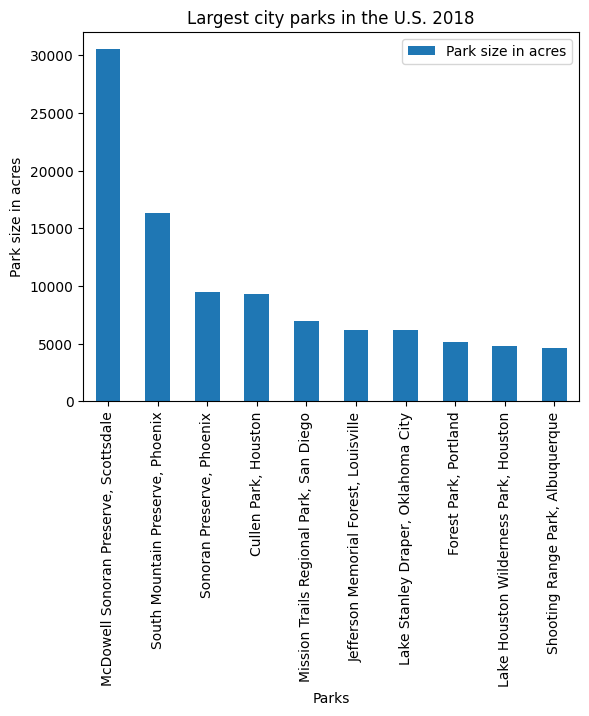 Largest city parks in the U.S. 2018
Park size in acres
Park size in acres
30000
25000
20000
15000
10000
5000
0
McDowell Sonoran Preserve, Scottsdale
South Mountain Preserve, Phoenix
Sonoran Preserve, Phoenix
Cullen Park, Houston
Mission Trails Regional Park, San Diego
Jefferson Memorial Forest, Louisville
Lake Stanley Draper, Oklahoma City
Forest Park, Portland
Lake Houston Wilderness Park, Houston
Shooting Range Park, Albuquerque
Parks